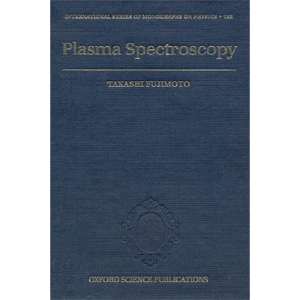 INTERNATIONAL SERIES OF MONOGRAPHS ON PHYSICS • 123
Plasma Spectroscopy
TAKASHI FUJIMOTO
OXFORD SCIENCE PUBLICATIONS